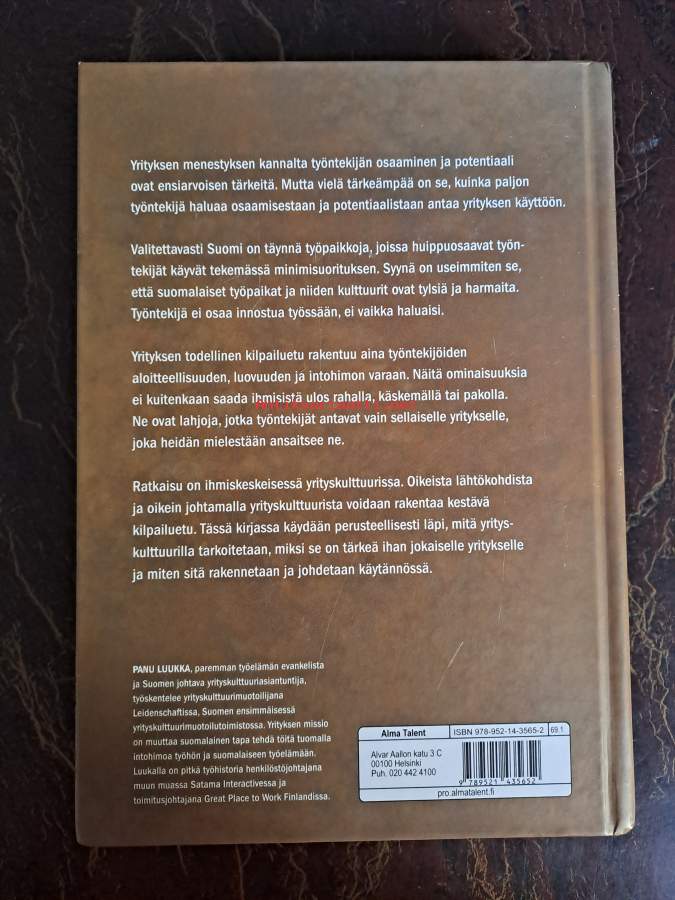 Yrityksen menestyksen kannalta työntekijän osaaminen ja potentiaali
ovat ensiarvoisen tärkeitä. Mutta vielä tärkeämpää on se, kuinka paljon
työntekijä haluaa osaamisestaan ja potentiaalistaan antaa yrityksen käyttöön.
Valitettavasti Suomi on täynnä työpaikkoja, joissa huippuosaavat työn-
tekijät käyvät tekemässä minimisuorituksen. Syynä on useimmiten se,
että suomalaiset työpaikat ja niiden kulttuurit ovat tylsiä ja harmaita.
Työntekijä ei osaa innostua työssään, ei vaikka haluaisi.
Yrityksen todellinen kilpailuetu rakentuu aina työntekijöiden
aloitteellisuuden, luovuuden ja intohimon varaan. Näitä ominaisuuksia
ei kuitenkaan saada ihmisistä ulos rahalla, käskemällä tai pakolla.
Ne ovat lahjoja, jotka työntekijät antavat vain sellaiselle yritykselle,
joka heidän mielestään ansaitsee ne.
Ratkaisu on ihmiskeskeisessä yrityskulttuurissa. Oikeista lähtökohdista
ja oikein johtamalla yrityskulttuurista voidaan rakentaa kestävä
kilpailuetu. Tässä kirjassa käydään perusteellisesti läpi, mitä yritys-
kulttuurilla tarkoitetaan, miksi se on tärkeä ihan jokaiselle yritykselle
ja miten sitä rakennetaan ja johdetaan käytännössä.
PANU LUUKKA, paremman työelämän evankelista
ja Suomen johtava yrityskulttuuriasiantuntija,
työskentelee yrityskulttuurimuotoilijana
Leidenschaftissa, Suomen ensimmäisessä
yrityskulttuurimuotoilutoimistossa. Yrityksen missio
on muuttaa suomalainen tapa tehdä töitä tuomalla
intohimoa työhön ja suomalaiseen työelämään.
Luukalla on pitkä työhistoria henkilöstöjohtajana
muun muassa Satama Interactivessa ja
toimitusjohtajana Great Place to Work Finlandissa.
Alma Talent
ISBN 978-952-14-3565-2
69.1
Alvar Aallon katu 3 C
00100 Helsinki
Puh. 020 442 4100
9 789521 435652
pro.almatalent.fi